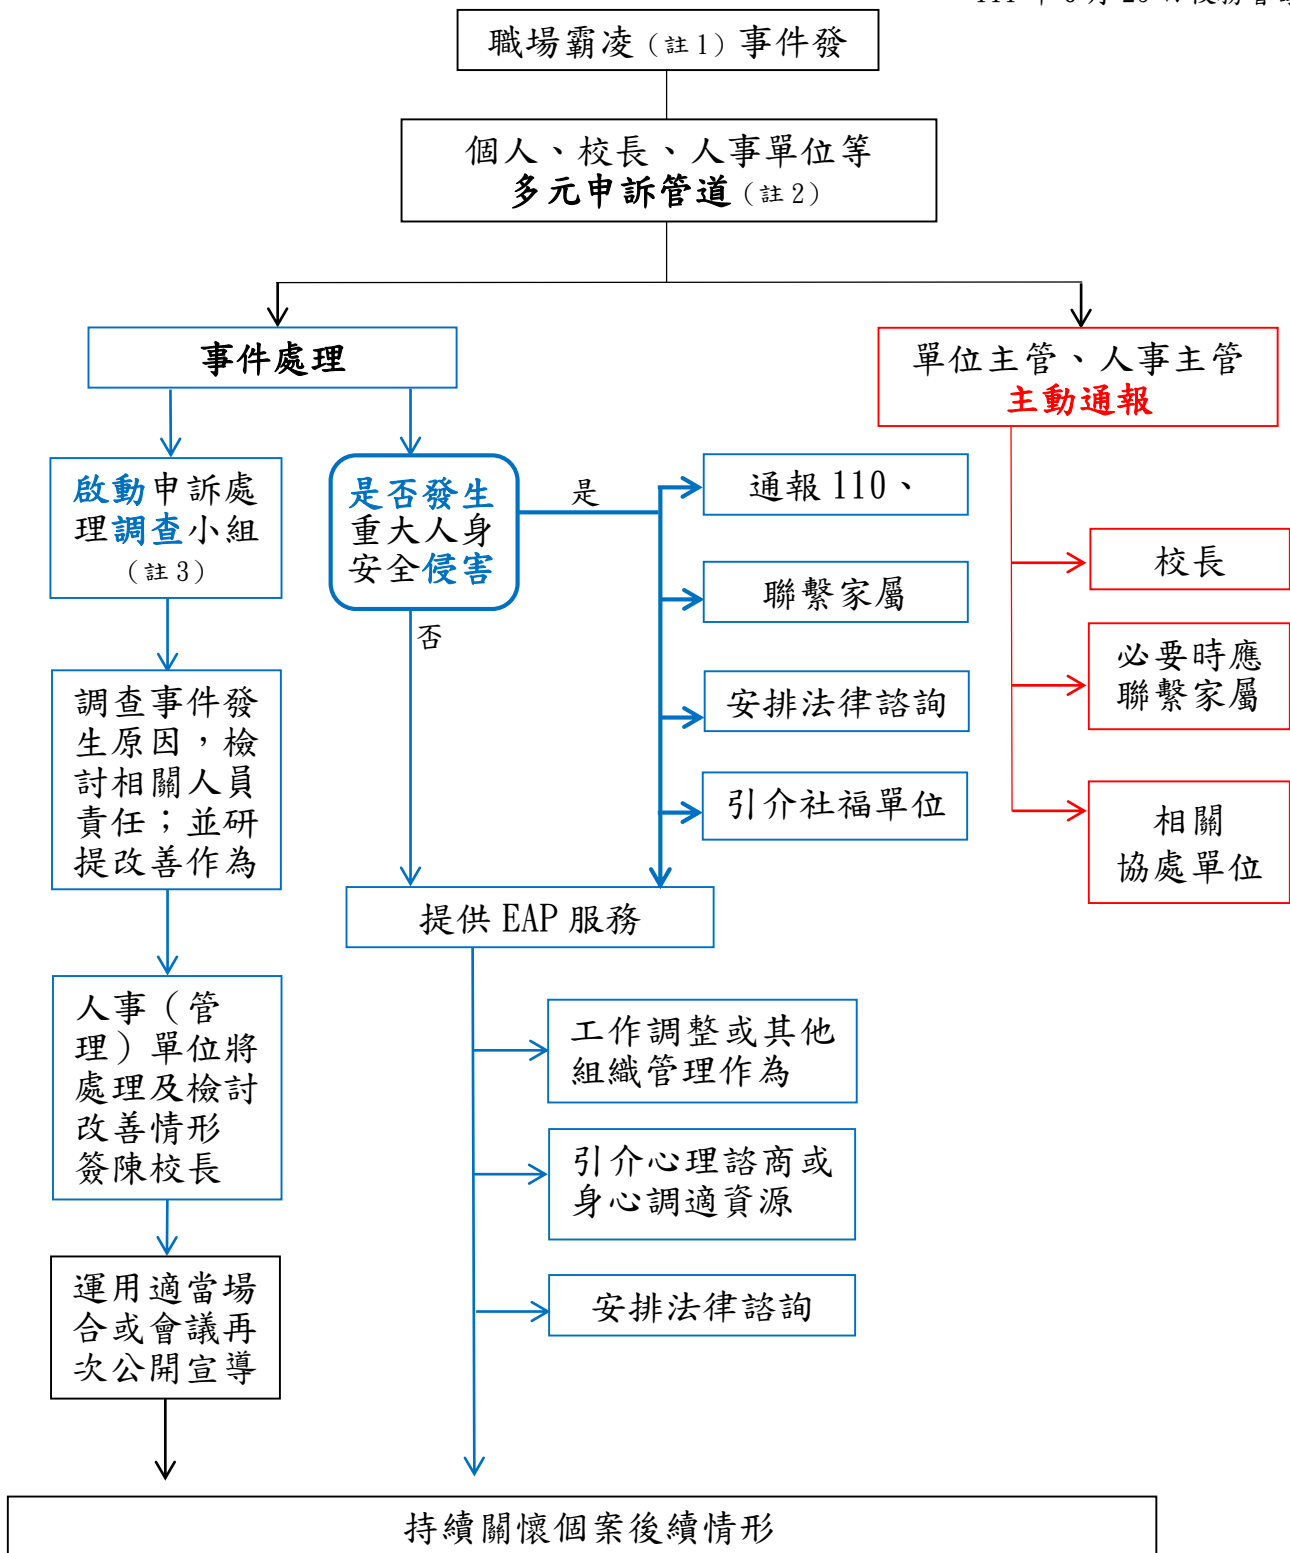 職場霸凌（註1）事件發
個人、校長、人事單位等
多元申訴管道（註2）
事件處理
單位主管、人事主管
主動通報
啟動申訴處
理調查小組
（註3）
是否發生
重大人身
安全侵害
是
否
通報 110、
聯繫家屬
安排法律諮詢
引介社福單位
校長
必要時應
聯繫家屬
相關
協處單位
調查事件發
生原因，檢
討相關人員
責任；並研
提改善作為
提供 EAP 服務
人事（管
理）單位將
處理及檢討
改善情形
簽陳校長
工作調整或其他
組織管理作為
引介心理諮商或
身心調適資源
安排法律諮詢
運用適當場
合或會議再
次公開宣導
持續關懷個案後續情形